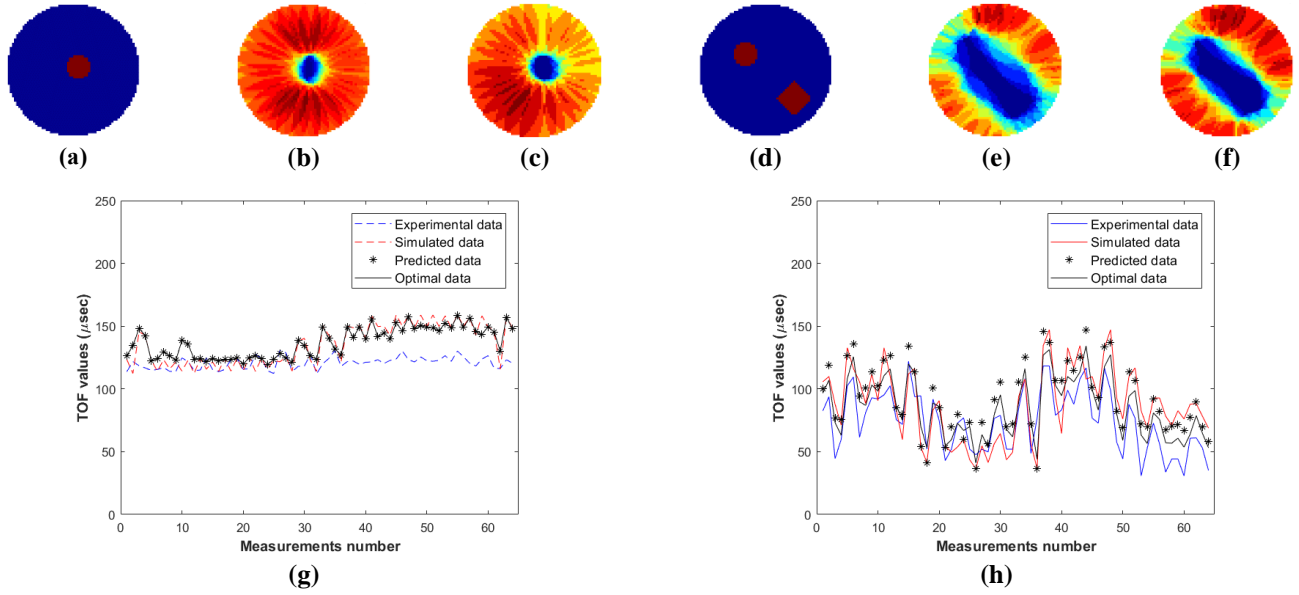 (a)
(b)
(c)
(d)
(e)
(f)
250
200
150
100
50
0
TOF values (μsec)
Experimental data
Simulated data
Predicted data
Optimal data
0
10
20
30
40
50
60
Measurements number
(g)
250
200
150
100
50
0
TOF values (μsec)
Experimental data
Simulated data
Predicted data
Optimal data
0
10
20
30
40
50
60
Measurements number
(h)